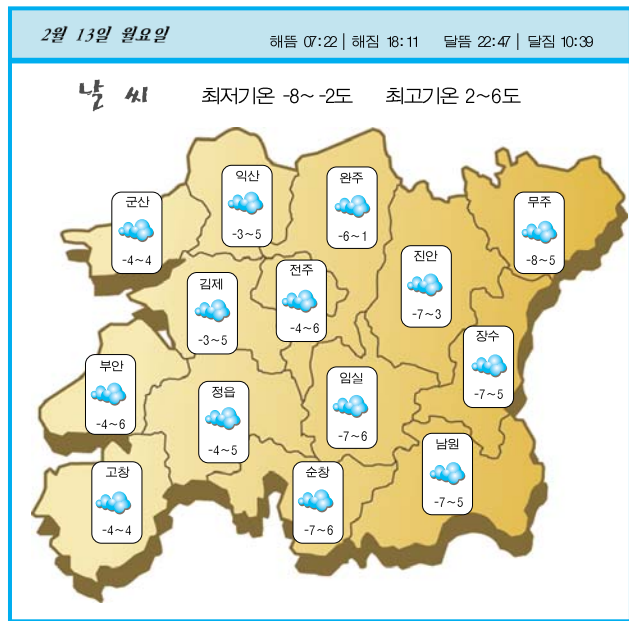 2월 13일 월요일
해뜸 07:22 | 해짐 18:11 달뜸 22:47 | 달짐 10:39
날 씨 최저기온 -8~ -2도 최고기온 2~6도
군산
-4~4
익산
-3~5
완주
-6~1
무주
-8~5
김제
-3~5
전주
-4~6
진안
-7~3
장수
-7~5
부안
-4~6
정읍
-4~5
임실
-7~6
남원
-7~5
고창
-4~4
순창
-7~6